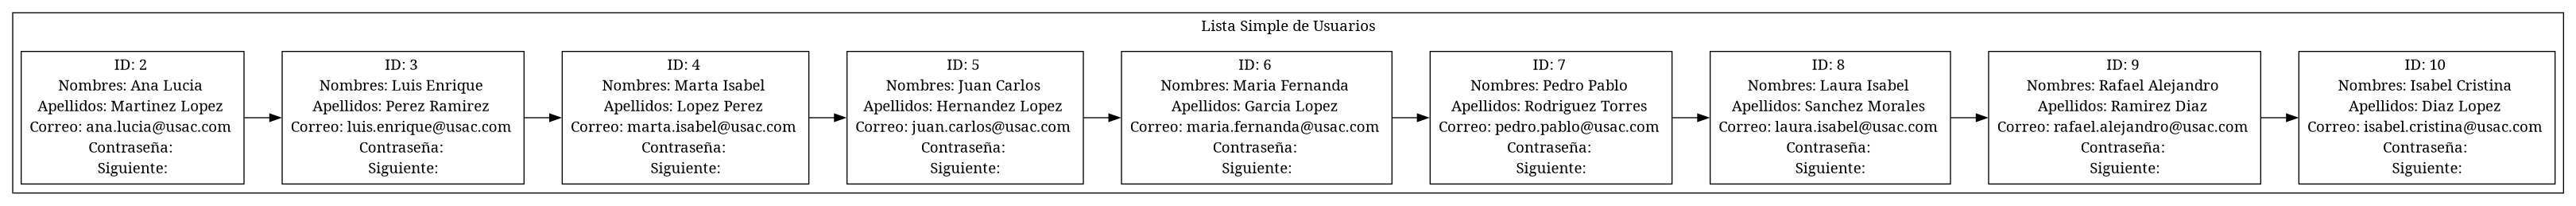 Lista Simple de Usuarios
ID: 2
Nombres: Ana Lucia
Apellidos: Martinez Lopez
Correo: ana.lucia@usac.com
Contraseña:
Siguiente:
ID: 3
Nombres: Luis Enrique
Apellidos: Perez Ramirez
Correo: luis.enrique@usac.com
Contraseña:
Siguiente:
ID: 4
Nombres: Marta Isabel
Apellidos: Lopez Perez
Correo: marta.isabel@usac.com
Contraseña:
Siguiente:
ID: 5
Nombres: Juan Carlos
Apellidos: Hernandez Lopez
Correo: juan.carlos@usac.com
Contraseña:
Siguiente:
ID: 6
Nombres: Maria Fernanda
Apellidos: Garcia Lopez
Correo: maria.fernanda@usac.com
Contraseña:
Siguiente:
ID: 7
Nombres: Pedro Pablo
Apellidos: Rodriguez Torres
Correo: pedro.pablo@usac.com
Contraseña:
Siguiente:
ID: 8
Nombres: Laura Isabel
Apellidos: Sanchez Morales
Correo: laura.isabel@usac.com
Contraseña:
Siguiente:
ID: 9
Nombres: Rafael Alejandro
Apellidos: Ramirez Diaz
Correo: rafael.alejandro@usac.com
Contraseña:
Siguiente:
ID: 10
Nombres: Isabel Cristina
Apellidos: Diaz Lopez
Correo: isabel.cristina@usac.com
Contraseña:
Siguiente: